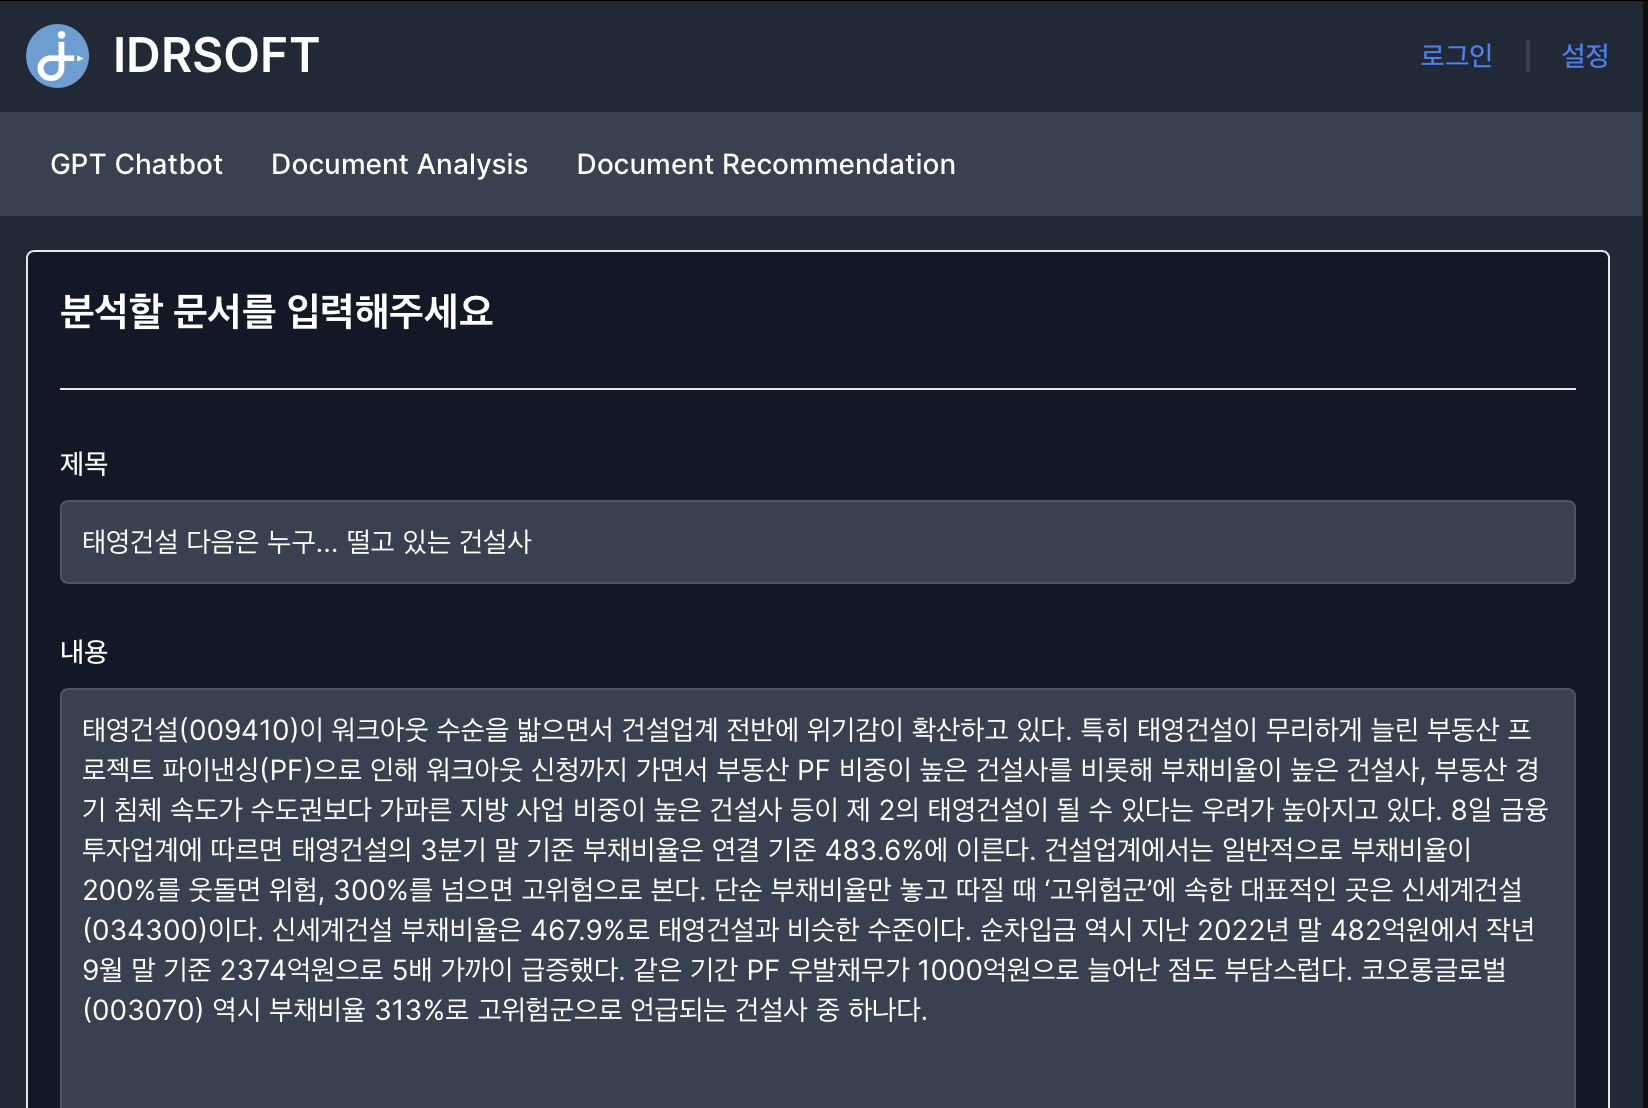 IDRSOFT
로그인 | 설정
GPT Chatbot Document Analysis Document Recommendation
분석할 문서를 입력해주세요
제목
태영건설 다음은 누구... 떨고 있는 건설사
내용
태영건설(009410)이 워크아웃 수순을 밟으면서 건설업계 전반에 위기감이 확산하고 있다. 특히 태영건설이 무리하게 늘린 부동산 프
로젝트 파이낸싱(PF)으로 인해 워크아웃 신청까지 가면서 부동산 PF 비중이 높은 건설사를 비롯해 부채비율이 높은 건설사, 부동산 경
기 침체 속도가 수도권보다 가파른 지방 사업 비중이 높은 건설사 등이 제 2의 태영건설이 될 수 있다는 우려가 높아지고 있다. 8일 금융
투자업계에 따르면 태영건설의 3분기 말 기준 부채비율은 연결 기준 483.6%에 이른다. 건설업계에서는 일반적으로 부채비율이
200%를 웃돌면 위험, 300%를 넘으면 고위험으로 본다. 단순 부채비율만 놓고 따질 때 ‘고위험군’에 속한 대표적인 곳은 신세계건설
(034300)이다. 신세계건설 부채비율은 467.9%로 태영건설과 비슷한 수준이다. 순차입금 역시 지난 2022년 말 482억원에서 작년
9월 말 기준 2374억원으로 5배 가까이 급증했다. 같은 기간 PF 우발채무가 1000억원으로 늘어난 점도 부담스럽다. 코오롱글로벌
(003070) 역시 부채비율 313%로 고위험군으로 언급되는 건설사 중 하나다.